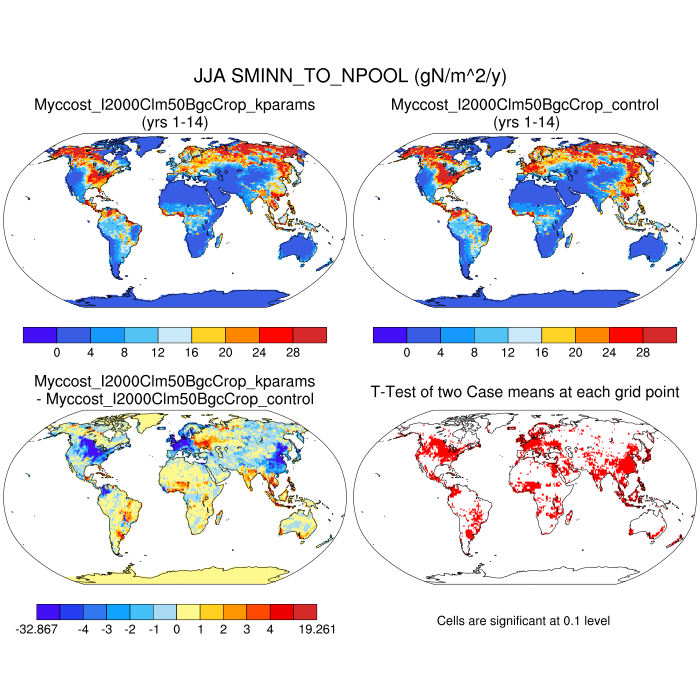 JJA SMINN_TO_NPOOL (gN/m^2/y)
Myccost_I2000Clm50BgcCrop_kparams
(yrs 1-14)
Myccost_I2000Clm50BgcCrop_control
(yrs 1-14)
0 4 8 12 16 20 24 28
0 4 8 12 16 20 24 28
Myccost_I2000Clm50BgcCrop_kparams
- Myccost_I2000Clm50BgcCrop_control
T-Test of two Case means at each grid point
-32.867 -4 -3 -2 -1 0 1 2 3 4 19.261
Cells are significant at 0.1 level